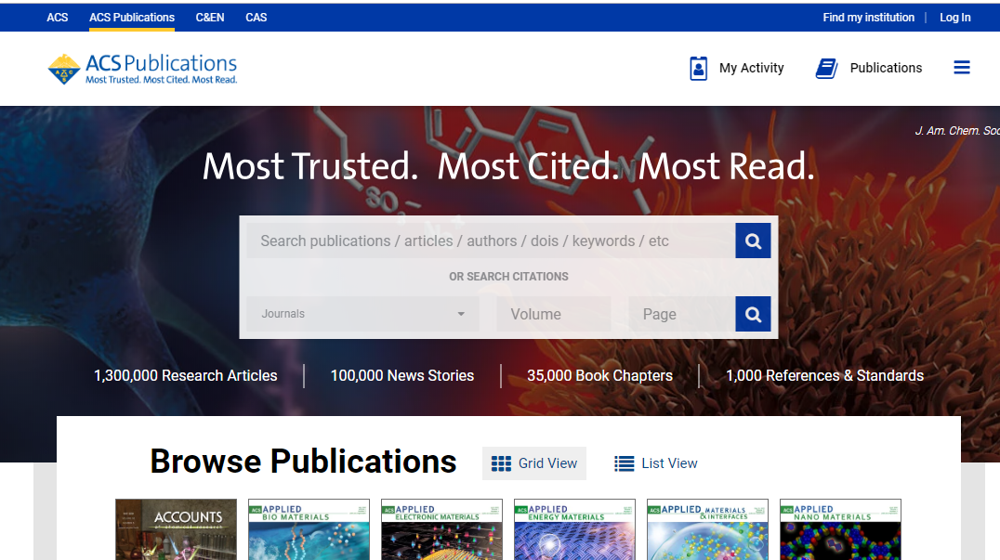 ACS ACS Publications C&EN CAS Find my institution | Log In
ACS Publications
Most Trusted. Most Cited. Most Read.
My Activity Publications
J. Am. Chem. Soc
Most Trusted. Most Cited. Most Read.
SO₃⁻
N
N
Search publications / articles / authors / dois / keywords / etc
OR SEARCH CITATIONS
Journals Volume Page
1,300,000 Research Articles | 100,000 News Stories | 35,000 Book Chapters | 1,000 References & Standards
Browse Publications Grid View List View
ACCOUNTS
of chemical research
ACS APPLIED
BIO MATERIALS
ACS APPLIED
ELECTRONIC MATERIALS
ACS APPLIED
ENERGY MATERIALS
ACS APPLIED MATERIALS
& INTERFACES
ACS APPLIED
NANO MATERIALS